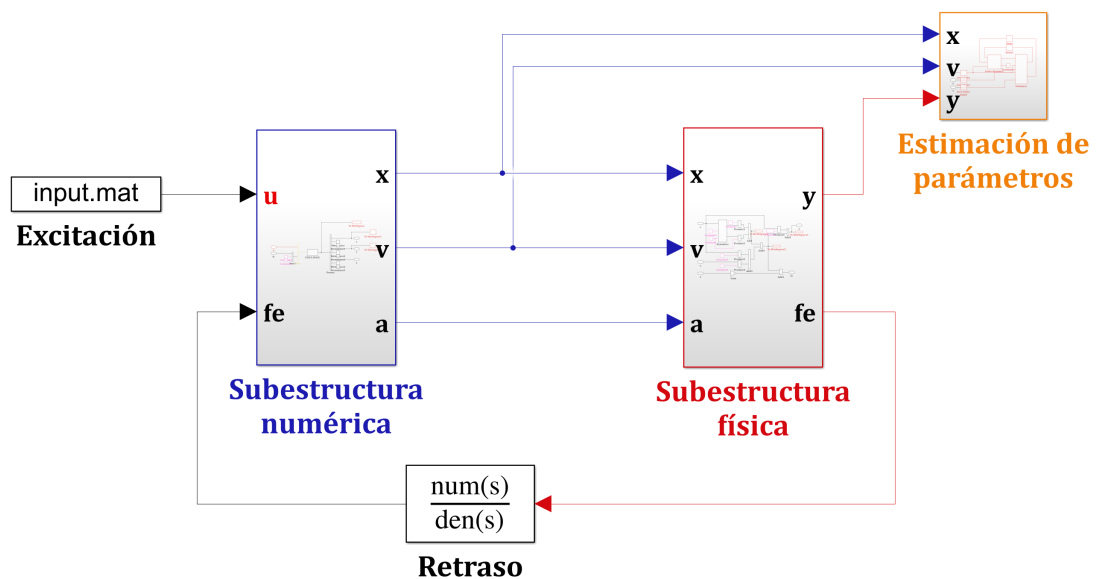 x
v
y
Estimación de
parámetros
input.mat
Excitación
u
fe
x
v
a
Subestructura
numérica
x
v
a
y
fe
Subestructura
física
num(s)
den(s)
Retraso